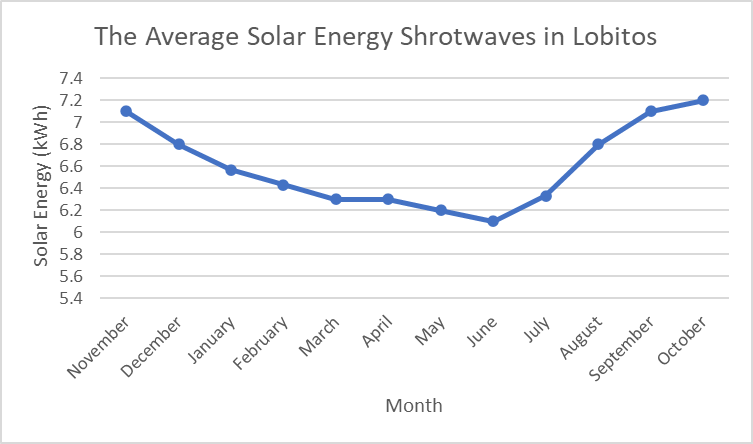 The Average Solar Energy Shrotwaves in Lobitos
Solar Energy (kWh)
7.4
7.2
7
6.8
6.6
6.4
6.2
6
5.8
5.6
5.4
November
December
January
February
March
April
May
June
July
August
September
October
Month